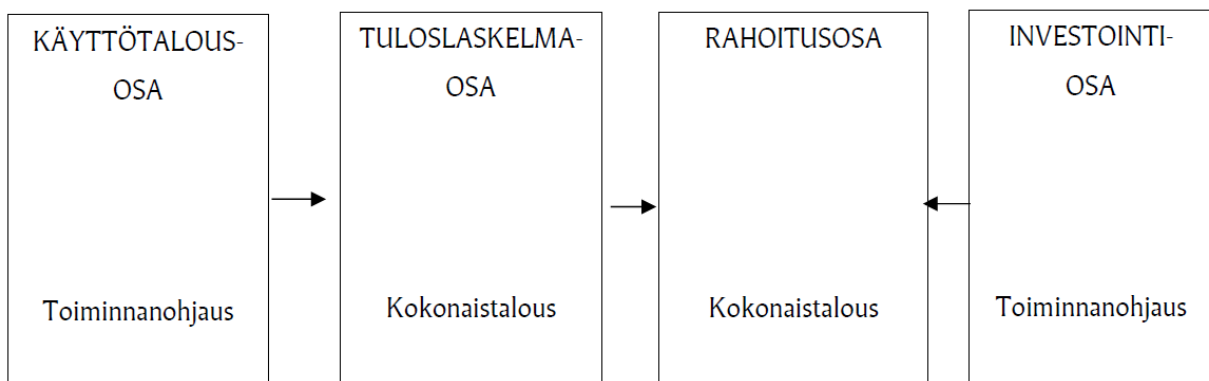 KÄYTTÖTALOUS-
OSA
Toiminnanohjaus
TULOSLASKELMA-
OSA
Kokonaistalous
RAHOITUSOSA
Kokonaistalous
INVESTOINTI-
OSA
Toiminnanohjaus